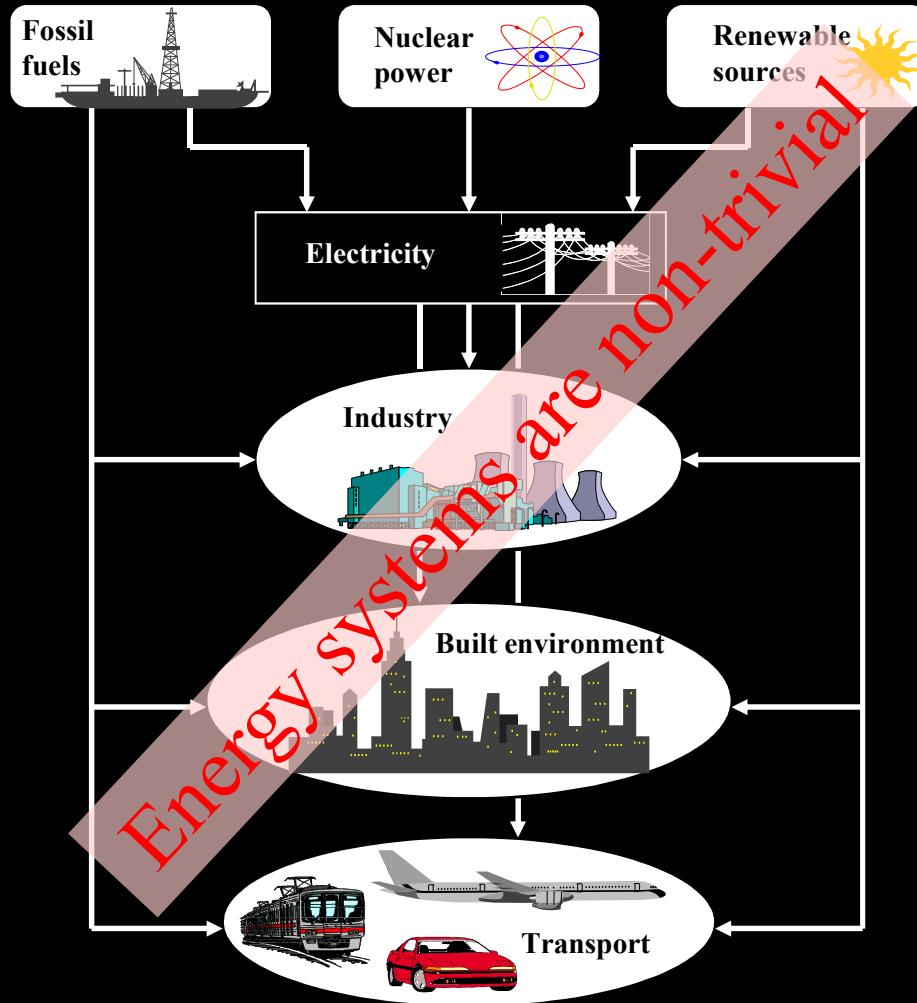 Fossil
fuels
Nuclear
power
Renewable
sources
Electricity
Industry
Built environment
Transport
Energy systems are non-trivial